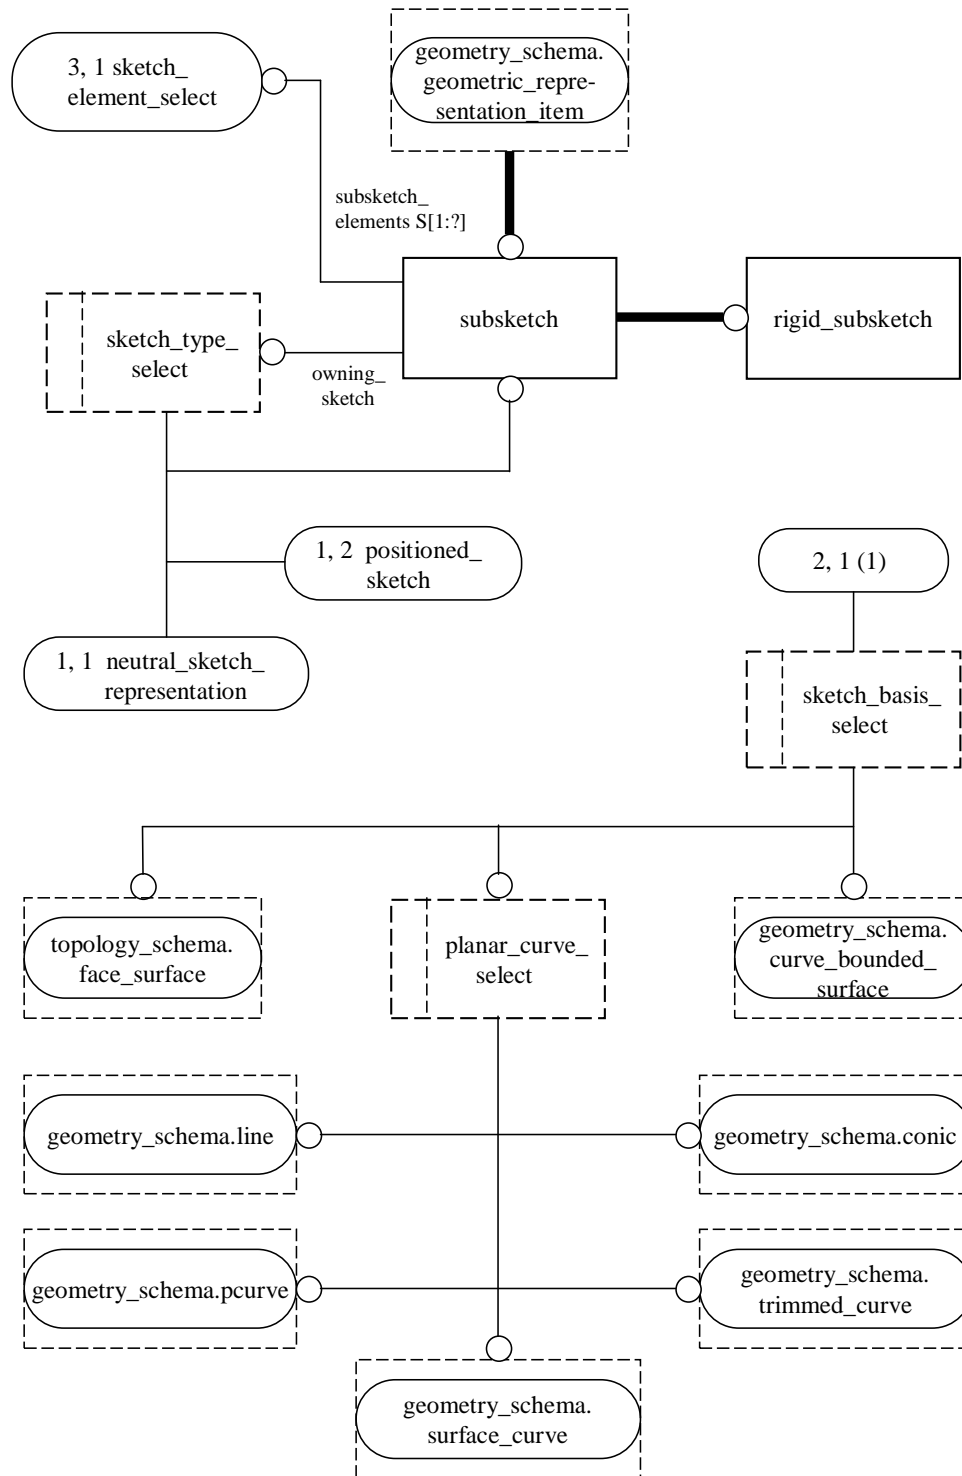 3, 1 sketch_
element_select
geometry_schema.
geometric_repre-
sentation_item
subsketch_
elements S[1:?]
subsketch
rigid_subsketch
sketch_type_
select
owning_
sketch
1, 2 positioned_
sketch
2, 1 (1)
1, 1 neutral_sketch_
representation
sketch_basis_
select
topology_schema.
face_surface
planar_curve_
select
geometry_schema.
curve_bounded_
surface
geometry_schema.line
geometry_schema.conic
geometry_schema.pcurve
geometry_schema.
trimmed_curve
geometry_schema.
surface_curve